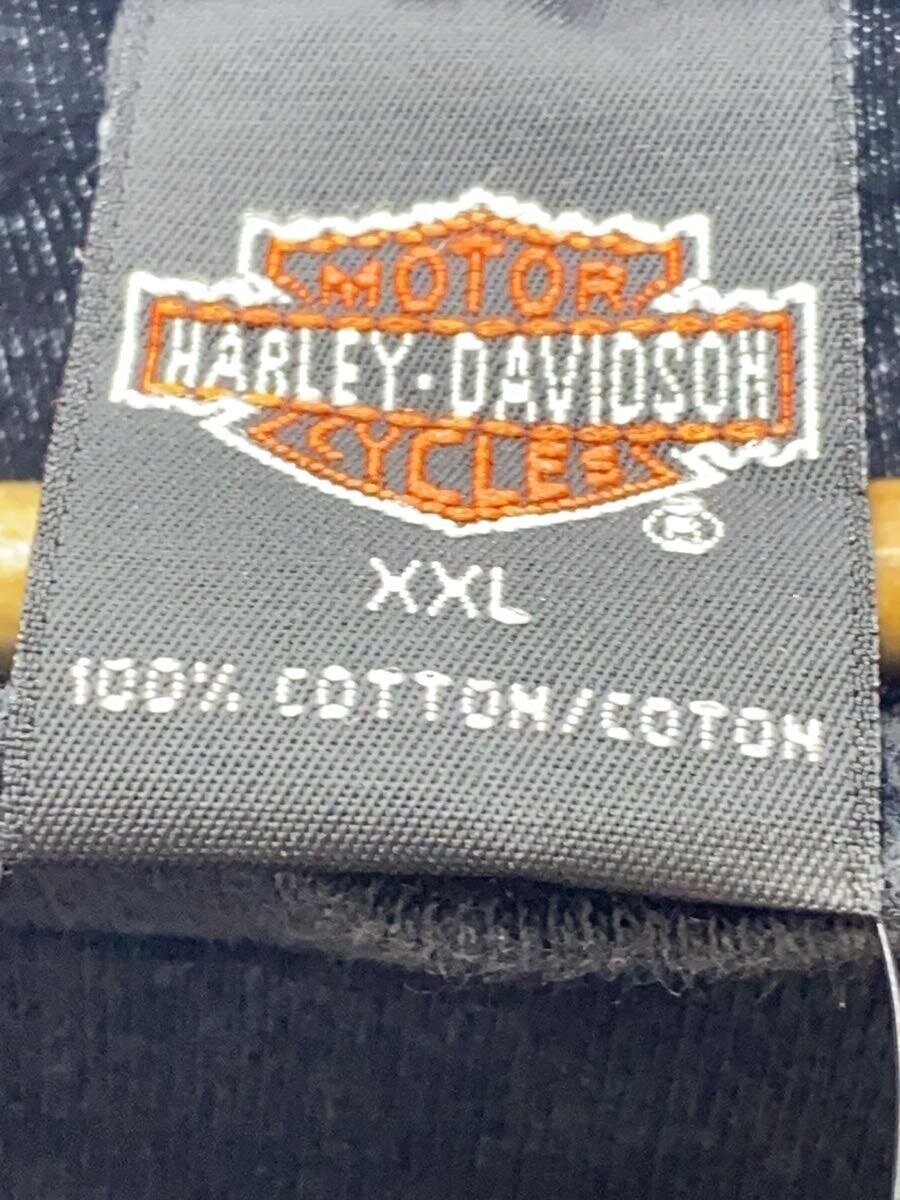 MOTOR
HARLEY-DAVIDSON
CYCLES
®
XXL
100% COTTON/COTON